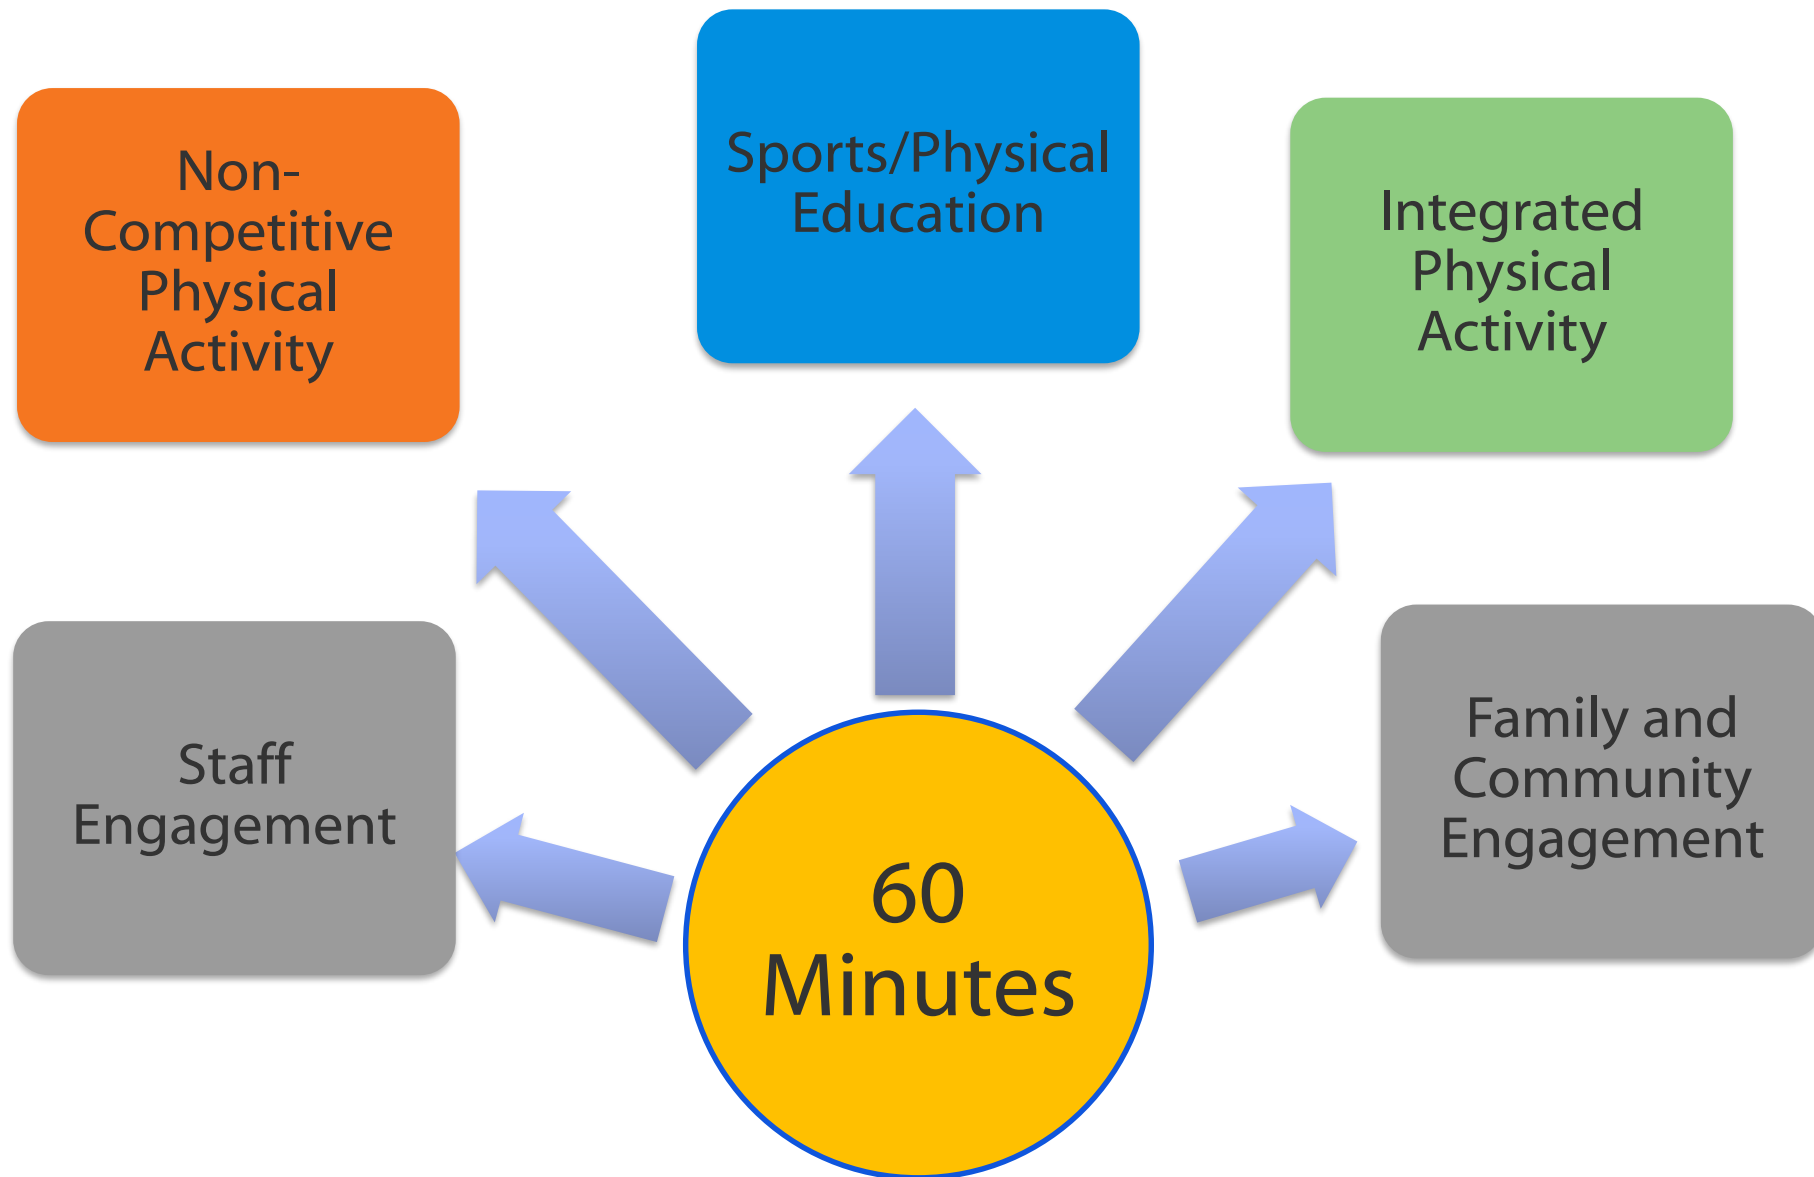 Non-
Competitive
Physical
Activity
Sports/Physical
Education
Integrated
Physical
Activity
Staff
Engagement
Family and
Community
Engagement
60
Minutes